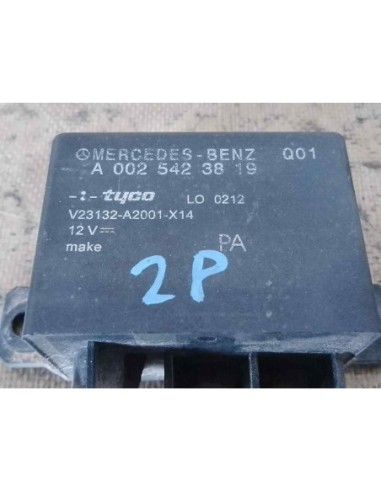 MERCEDES-BENZ Q01
A 002 542 38 19
tyco LO 0212
V23132-A2001-X14
12 V
make PA
2P